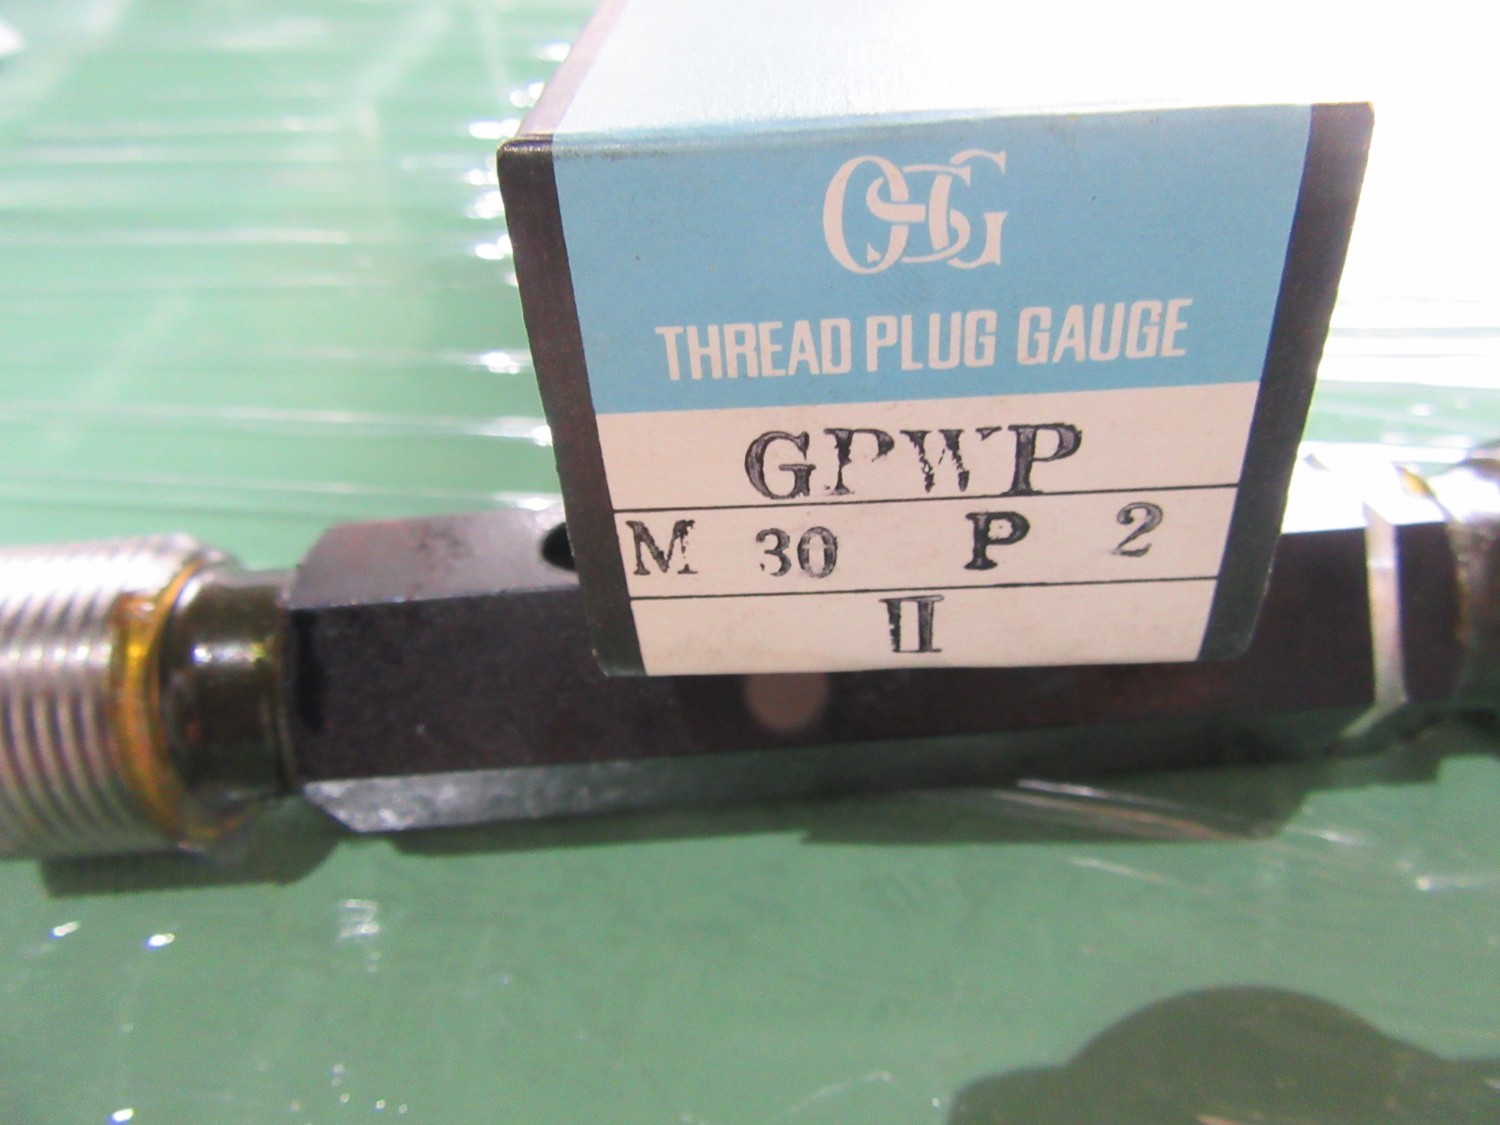 OSG
THREAD PLUG GAUGE
GPWP
M 30 P 2
II